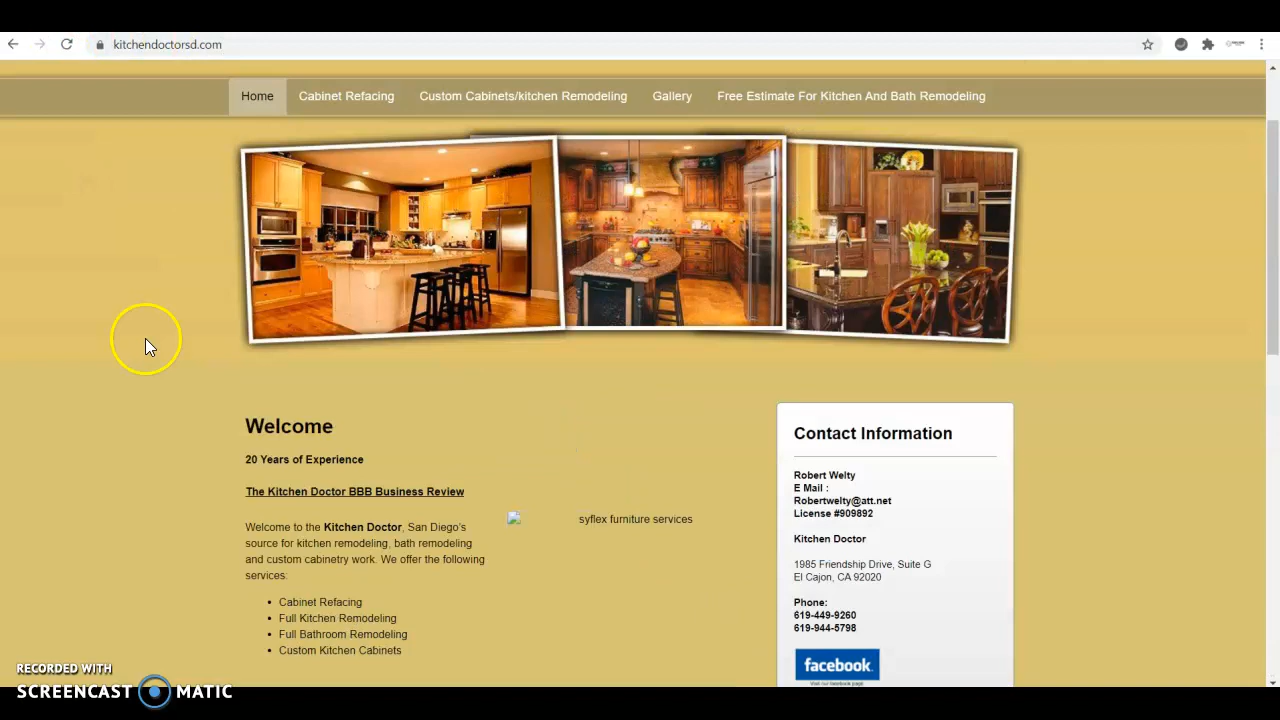 kitchendoctorsd.com
Home Cabinet Refacing Custom Cabinets/kitchen Remodeling Gallery Free Estimate For Kitchen And Bath Remodeling
Welcome
20 Years of Experience
The Kitchen Doctor BBB Business Review
Welcome to the Kitchen Doctor, San Diego's
source for kitchen remodeling, bath remodeling
and custom cabinetry work. We offer the following
services:
• Cabinet Refacing
• Full Kitchen Remodeling
• Full Bathroom Remodeling
• Custom Kitchen Cabinets
syflex furniture services
Contact Information
Robert Welty
E Mail :
Robertwelty@att.net
License #909892
Kitchen Doctor
1985 Friendship Drive, Suite G
El Cajon, CA 92020
Phone:
619-449-9260
619-944-5798
facebook.
Visit our facebook page
RECORDED WITH
SCREENCAST MATIC